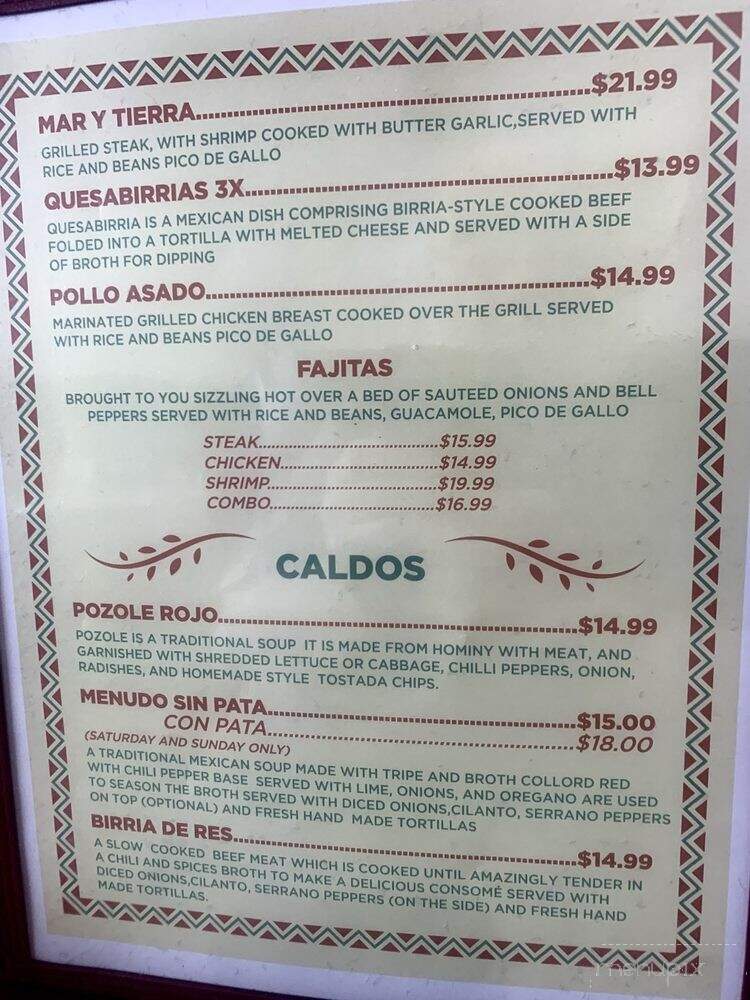 MAR Y TIERRA..........$21.99
GRILLED STEAK, WITH SHRIMP COOKED WITH BUTTER GARLIC,SERVED WITH
RICE AND BEANS PICO DE GALLO
QUESABIRRIAS 3X..........$13.99
QUESABIRRIA IS A MEXICAN DISH COMPRISING BIRRIA-STYLE COOKED BEEF
FOLDED INTO A TORTILLA WITH MELTED CHEESE AND SERVED WITH A SIDE
OF BROTH FOR DIPPING
POLLO ASADO..........$14.99
MARINATED GRILLED CHICKEN BREAST COOKED OVER THE GRILL SERVED
WITH RICE AND BEANS PICO DE GALLO
FAJITAS
BROUGHT TO YOU SIZZLING HOT OVER A BED OF SAUTEED ONIONS AND BELL
PEPPERS SERVED WITH RICE AND BEANS, GUACAMOLE, PICO DE GALLO
STEAK..........$15.99
CHICKEN..........$14.99
SHRIMP..........$19.99
COMBO..........$16.99
CALDOS
POZOLE ROJO..........$14.99
POZOLE IS A TRADITIONAL SOUP IT IS MADE FROM HOMINY WITH MEAT, AND
GARNISHED WITH SHREDDED LETTUCE OR CABBAGE, CHILLI PEPPERS, ONION,
RADISHES, AND HOMEMADE STYLE TOSTADA CHIPS.
MENUDO SIN PATA..........$15.00
CON PATA..........$18.00
(SATURDAY AND SUNDAY ONLY)
A TRADITIONAL MEXICAN SOUP MADE WITH TRIPE AND BROTH COLLORD RED
WITH CHILI PEPPER BASE SERVED WITH LIME, ONIONS, AND OREGANO ARE USED
TO SEASON THE BROTH SERVED WITH DICED ONIONS,CILANTO, SERRANO PEPPERS
ON TOP (OPTIONAL) AND FRESH HAND MADE TORTILLAS
BIRRIA DE RES..........$14.99
A SLOW COOKED BEEF MEAT WHICH IS COOKED UNTIL AMAZINGLY TENDER IN
A CHILI AND SPICES BROTH TO MAKE A DELICIOUS CONSOMÉ SERVED WITH
DICED ONIONS,CILANTO, SERRANO PEPPERS (ON THE SIDE) AND FRESH HAND
MADE TORTILLAS.
menupix